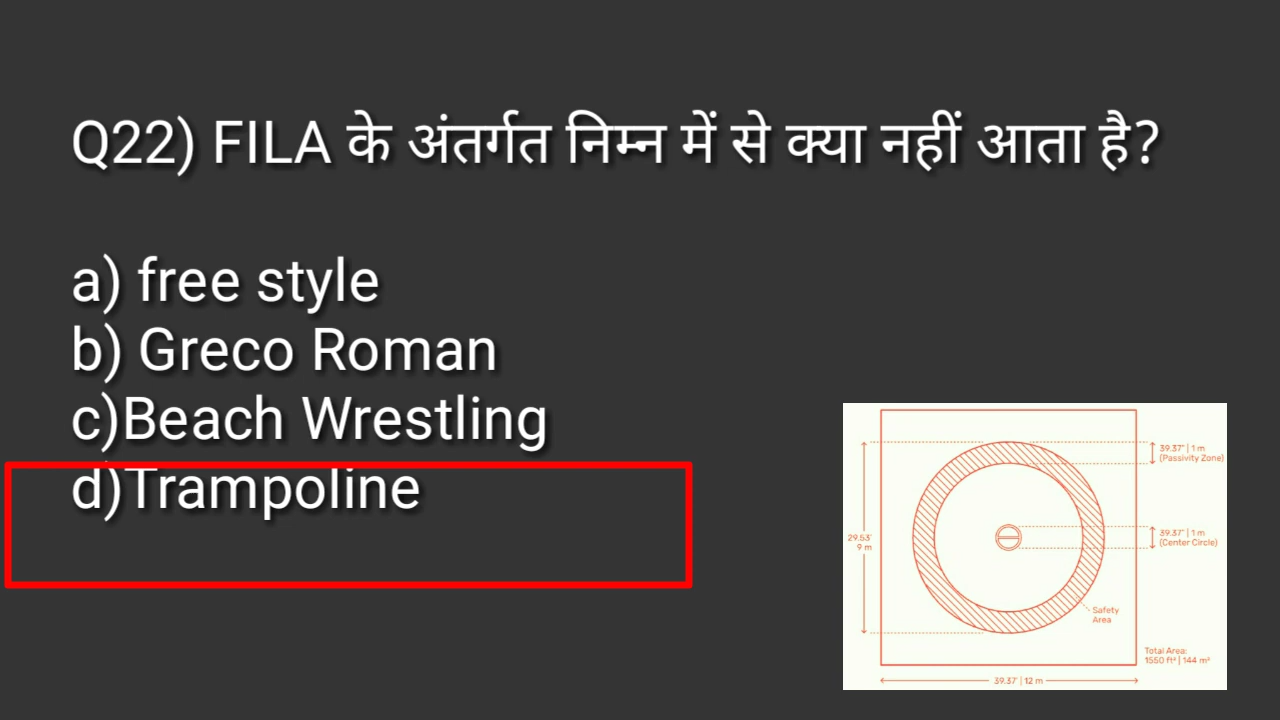 Q22) FILA के अंतर्गत निम्न में से क्या नहीं आता है?
a) free style
b) Greco Roman
c)Beach Wrestling
d)Trampoline
39.37" | 1 m
(Passivity Zone)
29.53'
9 m
39.37" | 1 m
(Center Circle)
Safety
Area
Total Area:
1550 ft² | 144 m²
39.37' | 12 m